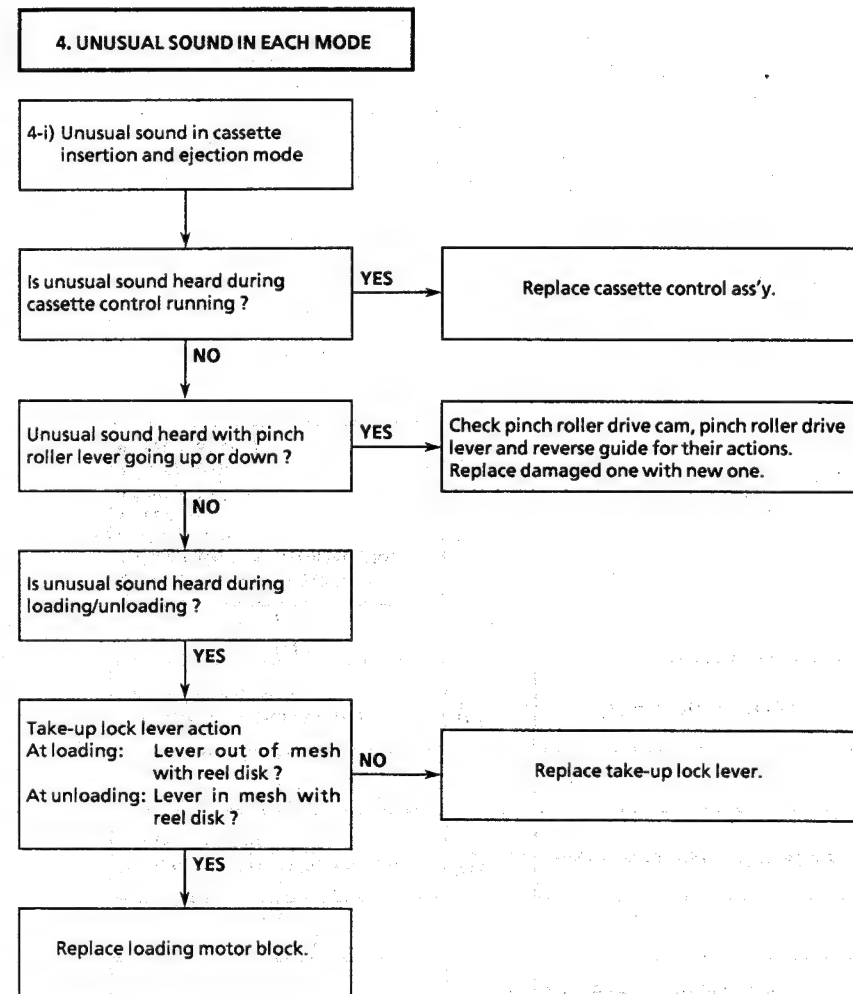 4. UNUSUAL SOUND IN EACH MODE
4-i) Unusual sound in cassette
insertion and ejection mode
Is unusual sound heard during
cassette control running ?
YES
Replace cassette control ass'y.
NO
Unusual sound heard with pinch
roller lever going up or down ?
YES
Check pinch roller drive cam, pinch roller drive
lever and reverse guide for their actions.
Replace damaged one with new one.
NO
Is unusual sound heard during
loading/unloading ?
YES
Take-up lock lever action
At loading: Lever out of mesh
with reel disk ?
At unloading: Lever in mesh with
reel disk ?
NO
Replace take-up lock lever.
YES
Replace loading motor block.